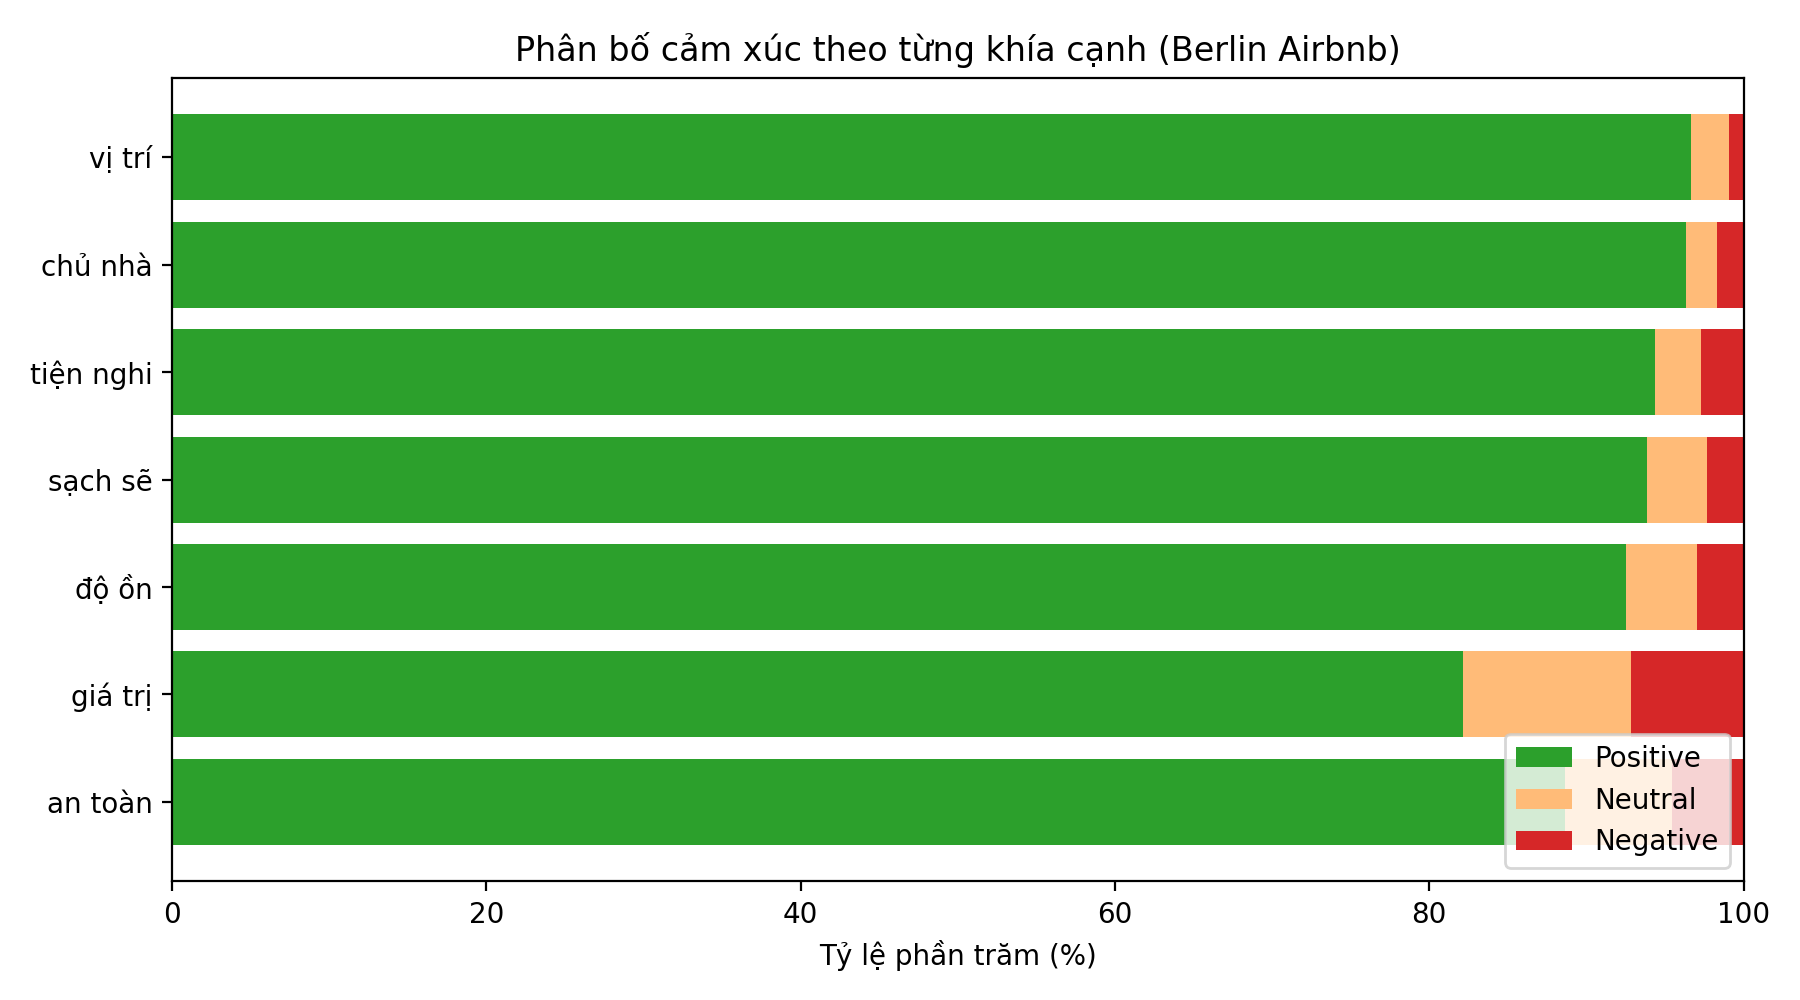 Phân bố cảm xúc theo từng khía cạnh (Berlin Airbnb)
vị trí
chủ nhà
tiện nghi
sạch sẽ
độ ồn
giá trị
an toàn
Positive
Neutral
Negative
0 20 40 60 80 100
Tỷ lệ phần trăm (%)